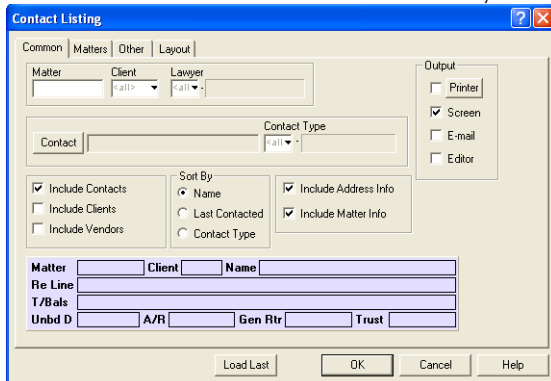 Contact Listing
Common Matters Other Layout
Matter Client Lawyer
<all> <all> -
Output
Printer
Screen
E-mail
Editor
Contact Type
Contact <all> -
Include Contacts
Include Clients
Include Vendors
Sort By
Name
Last Contacted
Contact Type
Include Address Info
Include Matter Info
Matter Client Name
Re Line
T/Bals
Unbd D A/R Gen Rtr Trust
Load Last OK Cancel Help